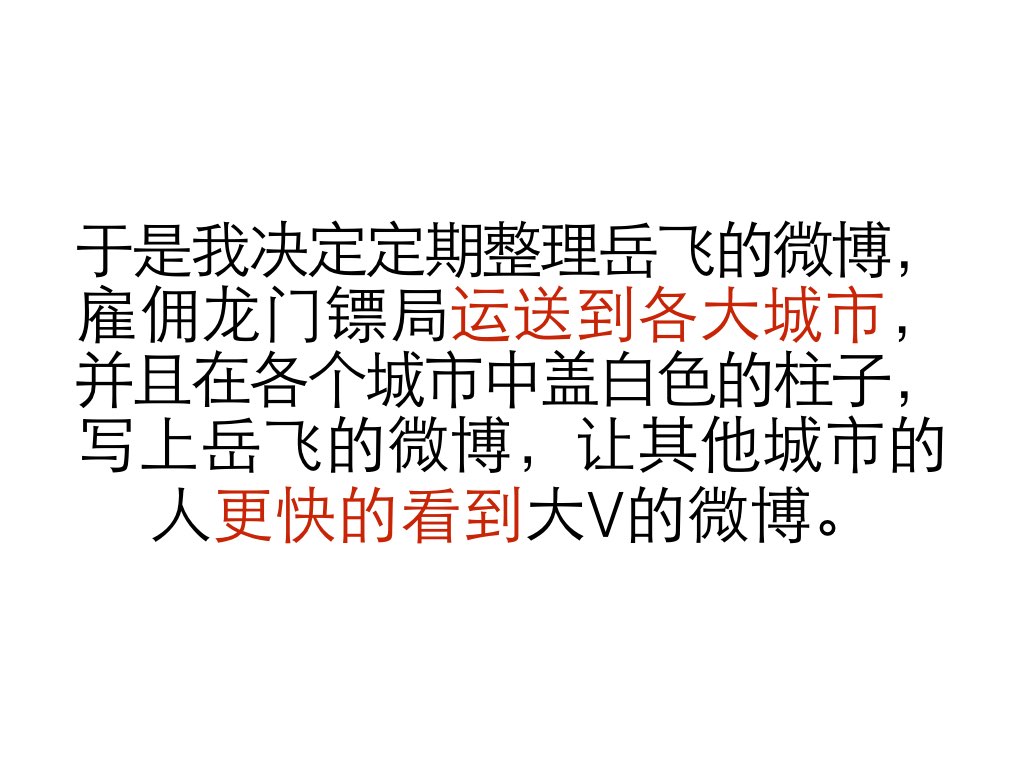 于是我决定定期整理岳飞的微博，
雇佣龙门镖局运送到各大城市，
并且在各个城市中盖白色的柱子，
写上岳飞的微博，让其他城市的
人更快的看到大V的微博。